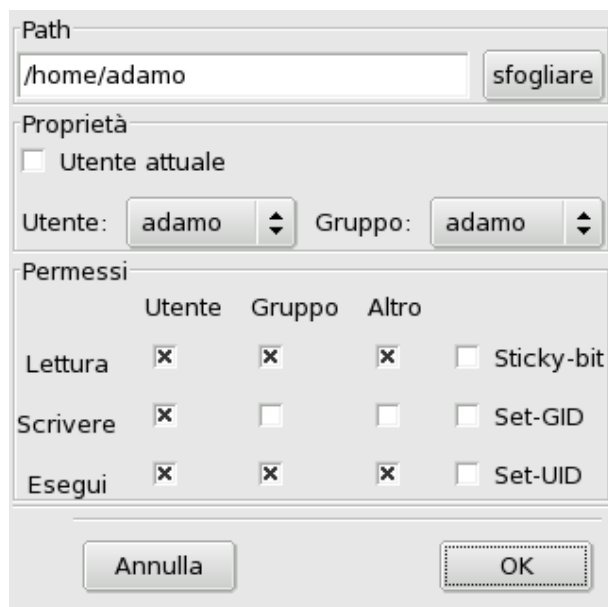 Path
/home/adamo sfogliare
Proprietà
Utente attuale
Utente: adamo Gruppo: adamo
Permessi
Utente Gruppo Altro
Lettura Sticky-bit
Scrivere Set-GID
Esegui Set-UID
Annulla OK